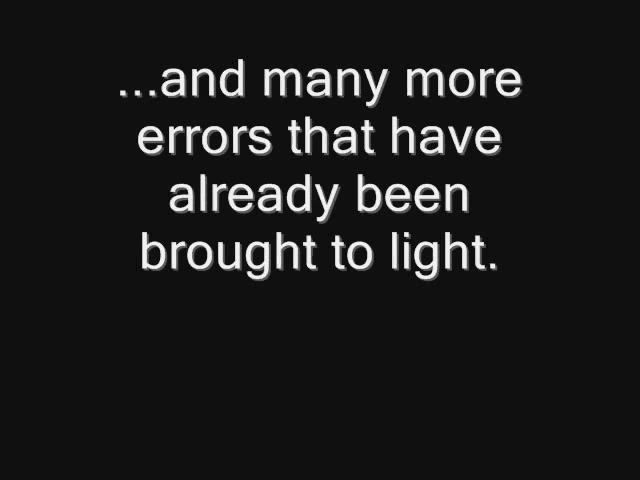 ...and many more
errors that have
already been
brought to light.